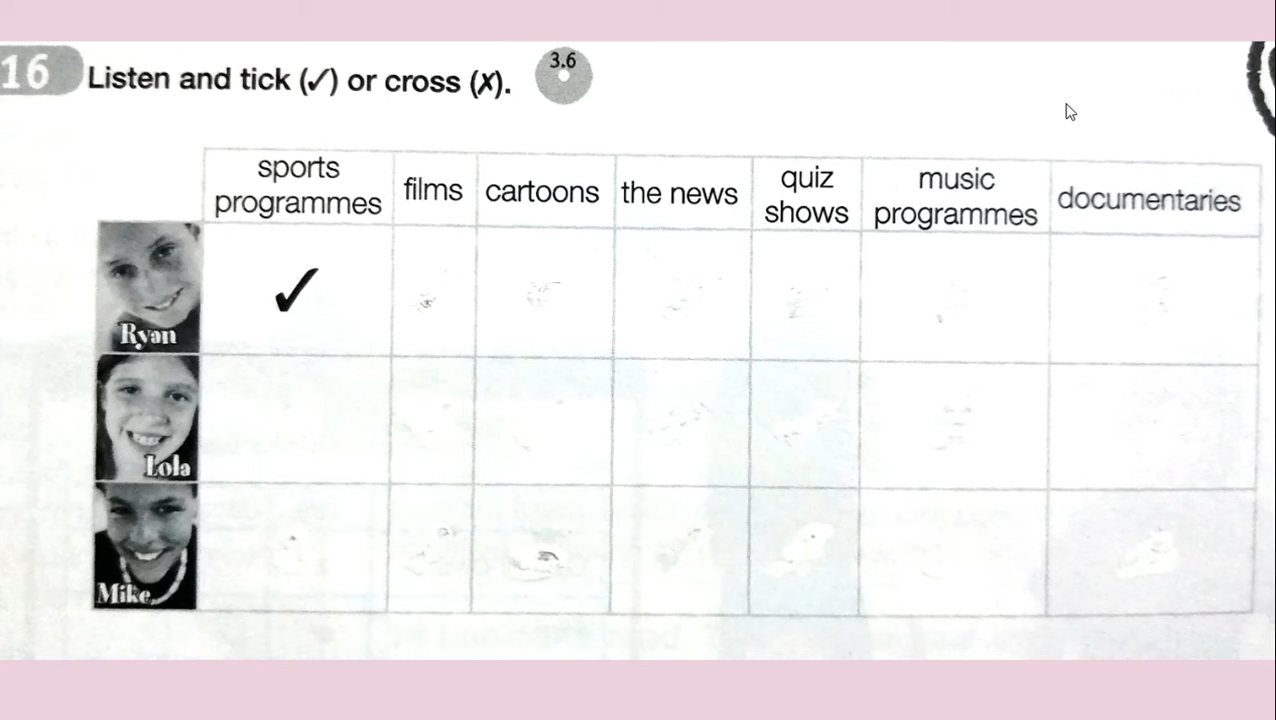 16 Listen and tick (✓) or cross (✗). 3.6
sports programmes films cartoons the news quiz shows music programmes documentaries
Ryan ✓
Lola
Mike